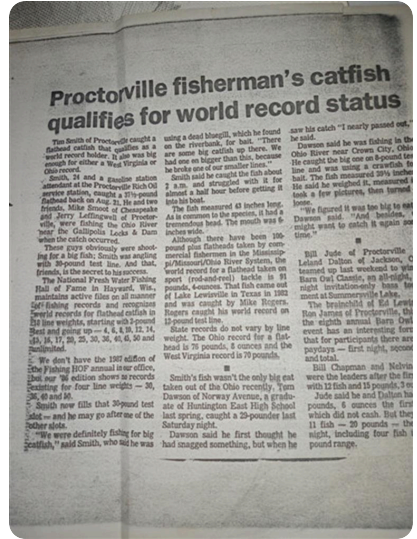 Proctorville fisherman's catfish
qualifies for world record status
Tim Smith of Proctorville caught a
flathead catfish that qualifies as a
world record holder. It also was big
enough for either a West Virginia or
Ohio record.
Smith, 24 and a gasoline station
attendant at the Proctorville Rich Oil
service station, caught a 77½-pound
flathead back on Aug. 21. He and two
friends, Mike Smoot of Chesapeake
and Jerry Leffingwell of Proctor-
ville, were fishing the Ohio River
near the Gallipolis Locks & Dam
when the catfish occurred.
These guys obviously were shoot-
ing for a big fish; Smith was angling
with 30-pound test line. And that,
friends, is the secret to his success.
The National Fresh Water Fishing
Hall of Fame in Hayward, Wis.,
maintains active files on all manner
of fishing records and recognizes
world records for flathead catfish in
line weights, starting with 2-pound
test and going up
unlimited.
We don't have the 1987 edition of
the Fishing HOF annual in our office,
but our '86 edition shows no records
existing for four line weights — 30,
Smith now fills that 30-pound test
slot — and he may go after one of the
other slots.
"We were definitely fishing for big
catfish," said Smith, who said he was
using a dead bluegill, which he found
on the riverbank, for bait. "There
are some big catfish up there. We
had one on bigger than this, because
he broke one of our smaller lines."
Smith said he caught the fish about
2 a.m. and struggled with it for
almost a half hour before getting it
into his boat.
The fish measured 43 inches long.
As is common to the species, it had a
tremendous head. The mouth was 8
inches wide.
Although there have been 100-
pound plus flatheads taken by com-
mercial fishermen in the Mississip-
pi/Missouri/Ohio River System, the
world record for a flathead taken on
sport (rod-and-reel) tackle is 91
pounds, 4-ounces. That fish came out
of Lake Lewisville in Texas in 1982
and was caught by Mike Rogers.
Rogers caught his world record on
12-pound test line.
State records do not vary by line
weight. The Ohio record for a flat-
head is 76 pounds, 8 ounces and the
West Virginia record is 70 pounds.
Smith's fish wasn't the only big cat
taken out of the Ohio recently. Tom
Dawson of Norway Avenue, a gradu-
ate of Huntington East High School
last spring, caught a 29-pounder last
Saturday night.
Dawson said he first thought he
had snagged something, but when he
saw his catch "I nearly passed out,"
he said.
Dawson said he was fishing in the
Ohio River near Crown City, Ohio.
He caught the big one on 8-pound test
line and was using a crawfish for
bait. The fish measured 39½ inches.
He said he weighed it, measured it,
took a few pictures, then turned it
loose.
"We figured it was too big to eat,"
Dawson said. "And besides, we
might want to catch it again some
time."
Bill Jude of Proctorville and
Leland Dalton of Jackson,
teamed up last weekend to win the
Barn Owl Classic, an all-night,
night invitation-only bass
ment at Summersville Lake.
The brainchild of Ed
Ron James of Proctorville,
the eighth annual Barn Owl
event has an interesting
that for participants there are
paydays — first night, second
and total.
Bill Chapman and Melvin
were the leaders after the first
with 12 fish and 15 pounds,
Jude said he and Dalton had
pounds, 6 ounces the first
which did not cash. But they
11 fish — 20 pounds — the
night, including four fish
pound range.